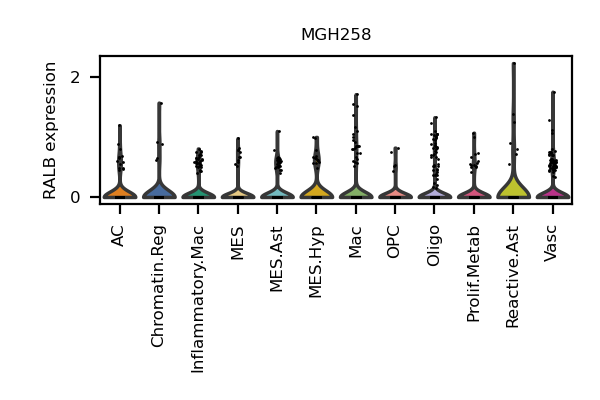 MGH258
RALB expression
2
0
AC
Chromatin.Reg
Inflammatory.Mac
MES
MES.Ast
MES.Hyp
Mac
OPC
Oligo
Prolif.Metab
Reactive.Ast
Vasc